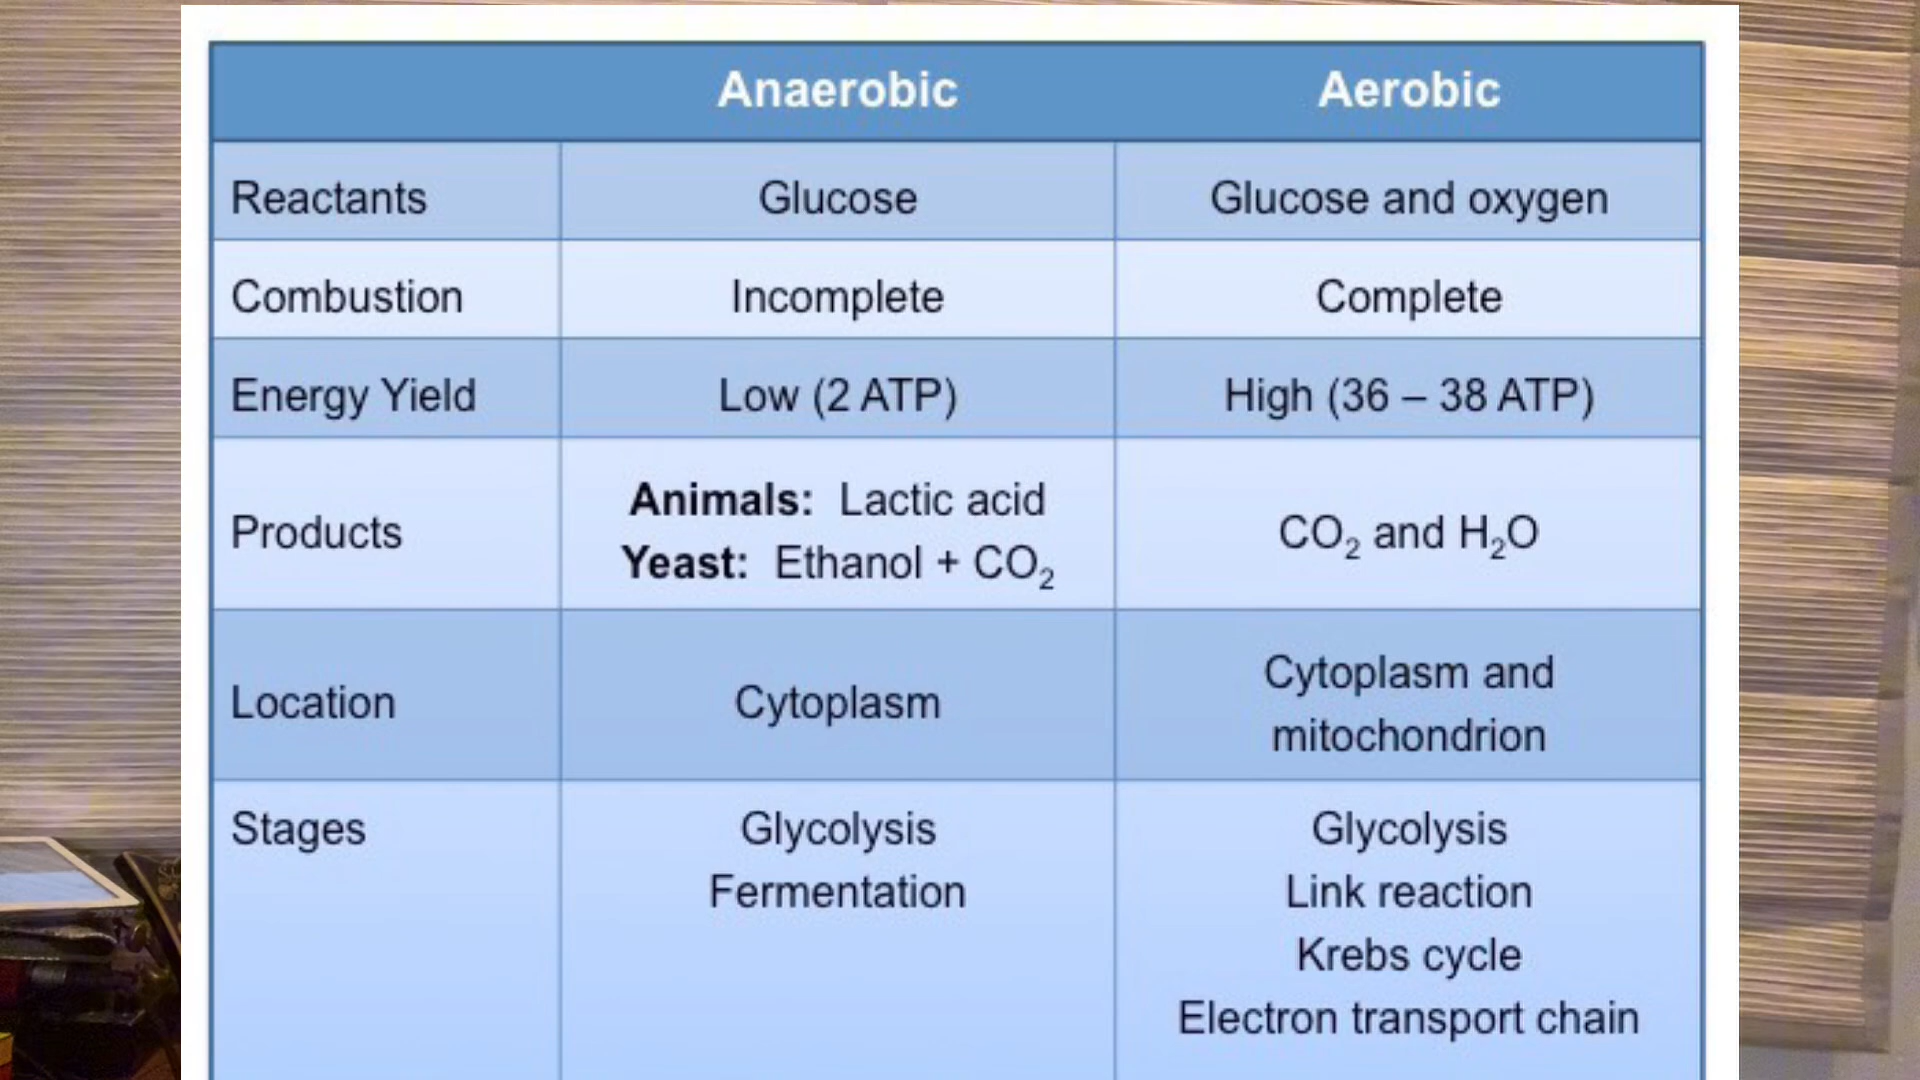 Anaerobic Aerobic
Reactants Glucose Glucose and oxygen
Combustion Incomplete Complete
Energy Yield Low (2 ATP) High (36 – 38 ATP)
Products Animals: Lactic acid
Yeast: Ethanol + CO₂
CO₂ and H₂O
Location Cytoplasm Cytoplasm and
mitochondrion
Stages Glycolysis
Fermentation
Glycolysis
Link reaction
Krebs cycle
Electron transport chain